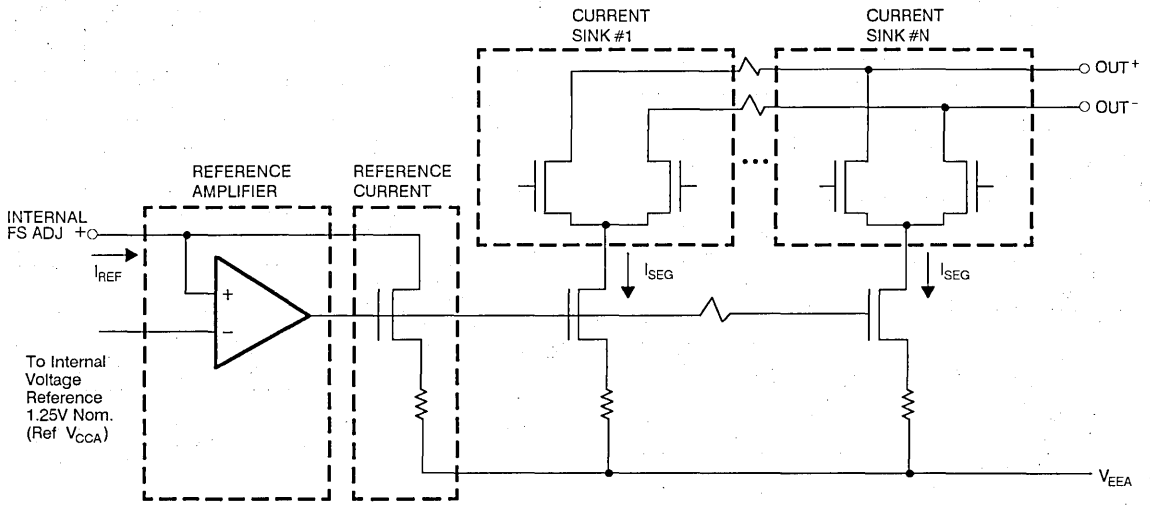 CURRENT
SINK #1
CURRENT
SINK #N
OUT+
OUT-
REFERENCE
AMPLIFIER
REFERENCE
CURRENT
INTERNAL
FS ADJ +
IREF
ISEG
ISEG
+
-
To Internal
Voltage
Reference
1.25V Nom.
(Ref VCCA)
VEEA